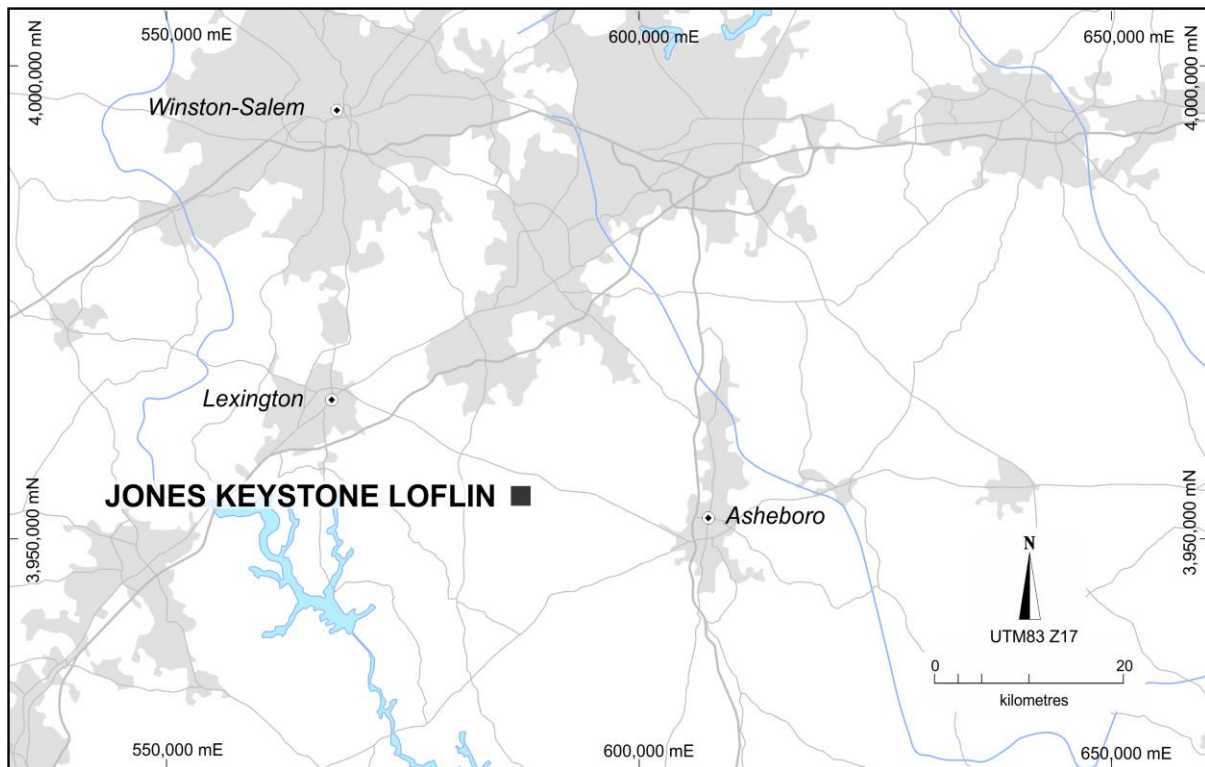 550,000 mE
600,000 mE
650,000 mE
4,000,000 mN
4,000,000 mN
Winston-Salem
Lexington
JONES KEYSTONE LOFLIN
Asheboro
3,950,000 mN
3,950,000 mN
N
UTM83 Z17
0 20
kilometres
550,000 mE
600,000 mE
650,000 mE